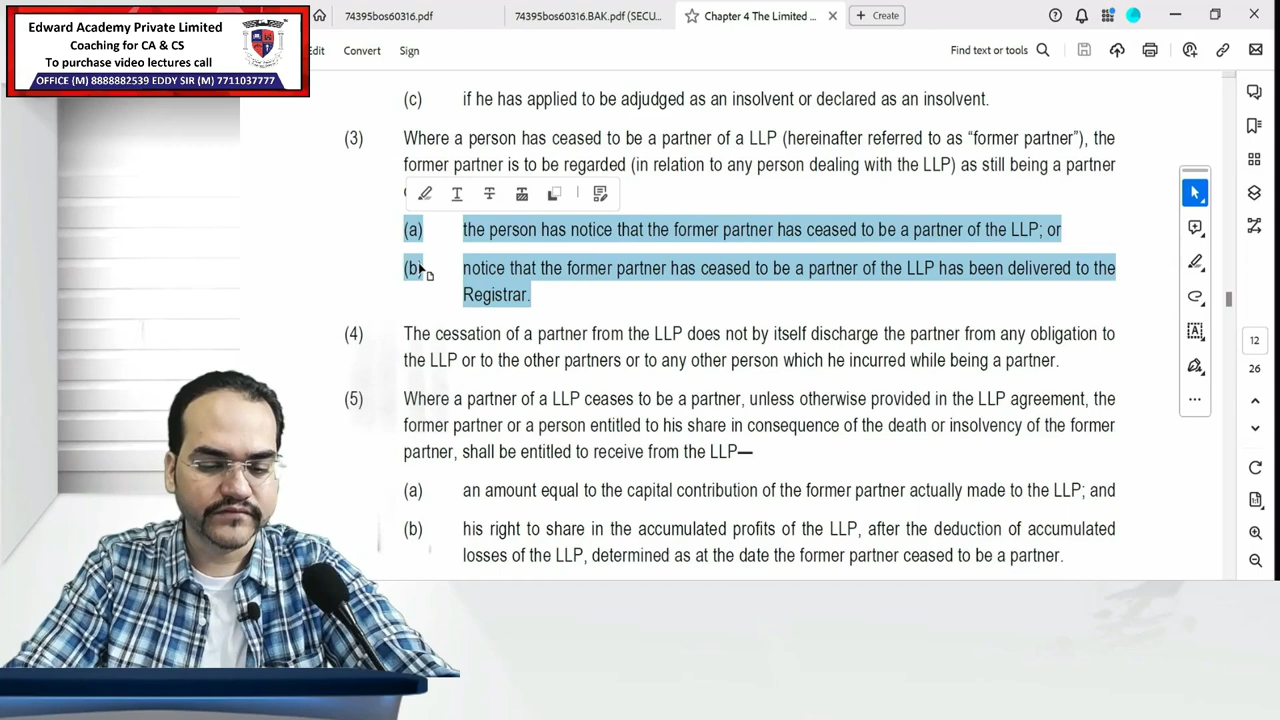 Edward Academy Private Limited
Coaching for CA & CS
To purchase video lectures call
OFFICE (M) 8888882539 EDDY SIR (M) 7711037777
74395bos60316.pdf
74395bos60316.BAK.pdf (SECU...
Chapter 4 The Limited ...
Create
Edit
Convert
Sign
Find text or tools
(c) if he has applied to be adjudged as an insolvent or declared as an insolvent.
(3) Where a person has ceased to be a partner of a LLP (hereinafter referred to as “former partner”), the
former partner is to be regarded (in relation to any person dealing with the LLP) as still being a partner
(a) the person has notice that the former partner has ceased to be a partner of the LLP; or
(b) notice that the former partner has ceased to be a partner of the LLP has been delivered to the
Registrar.
(4) The cessation of a partner from the LLP does not by itself discharge the partner from any obligation to
the LLP or to the other partners or to any other person which he incurred while being a partner.
(5) Where a partner of a LLP ceases to be a partner, unless otherwise provided in the LLP agreement, the
former partner or a person entitled to his share in consequence of the death or insolvency of the former
partner, shall be entitled to receive from the LLP—
(a) an amount equal to the capital contribution of the former partner actually made to the LLP; and
(b) his right to share in the accumulated profits of the LLP, after the deduction of accumulated
losses of the LLP, determined as at the date the former partner ceased to be a partner.
12
26